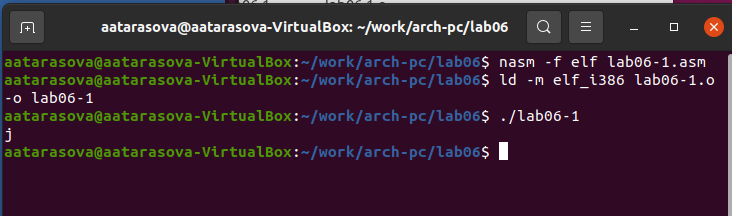 aatarasova@aatarasova-VirtualBox: ~/work/arch-pc/lab06
aatarasova@aatarasova-VirtualBox:~/work/arch-pc/lab06$ nasm -f elf lab06-1.asm
aatarasova@aatarasova-VirtualBox:~/work/arch-pc/lab06$ ld -m elf_i386 lab06-1.o
-o lab06-1
aatarasova@aatarasova-VirtualBox:~/work/arch-pc/lab06$ ./lab06-1
j
aatarasova@aatarasova-VirtualBox:~/work/arch-pc/lab06$